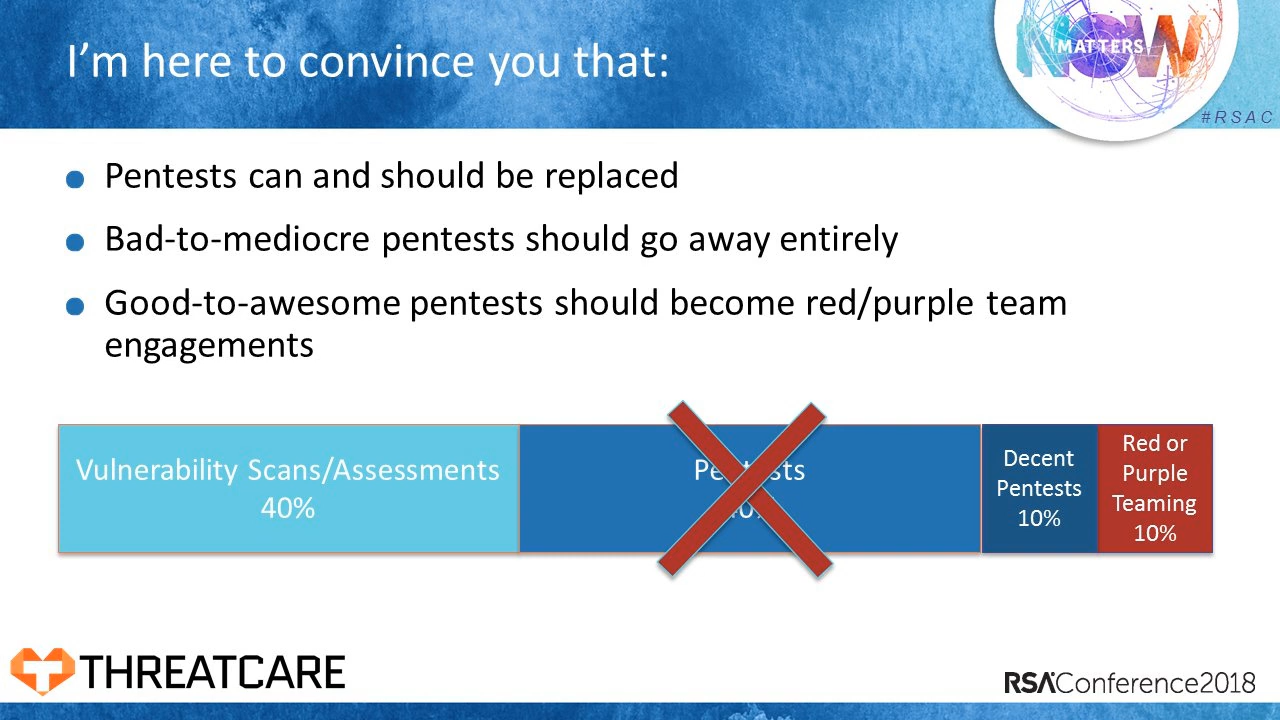 I'm here to convince you that:
NOW
MATTERS
#RSAC
Pentests can and should be replaced
Bad-to-mediocre pentests should go away entirely
Good-to-awesome pentests should become red/purple team
engagements
Vulnerability Scans/Assessments
40%
Pentests
Decent
Pentests
10%
Red or
Purple
Teaming
10%
THREATCARE
RSAConference2018